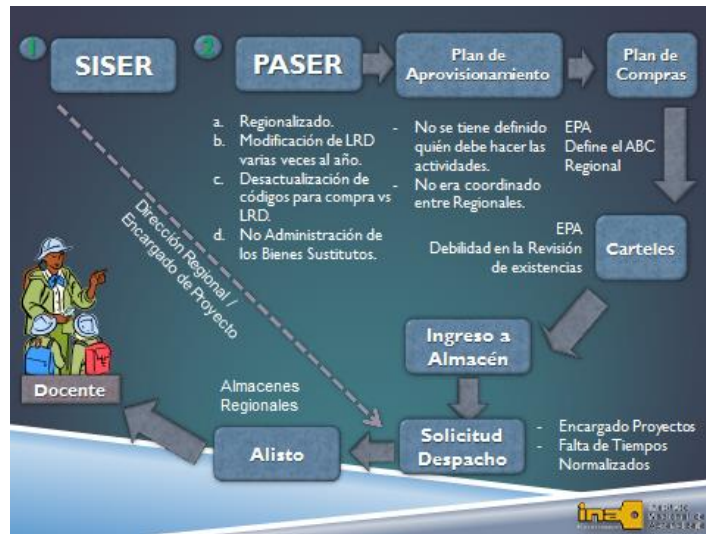 1
SISER
2
PASER
Plan de
Aprovisionamiento
Plan de
Compras
a. Regionalizado.
b. Modificación de LRD
varias veces al año.
c. Desactualización de
códigos para compra vs
LRD.
d. No Administración de
los Bienes Sustitutos.
- No se tiene definido
quién debe hacer las
actividades.
- No era coordinado
entre Regionales.
EPA
Define el ABC
Regional
EPA
Debilidad en la Revisión
de existencias
Carteles
Dirección Regional /
Encargado de Proyecto
Ingreso a
Almacén
Docente
Almacenes
Regionales
Alisto
Solicitud
Despacho
- Encargado Proyectos
- Falta de Tiempos
Normalizados
ina
Instituto
Nacional de
Aprendizaje